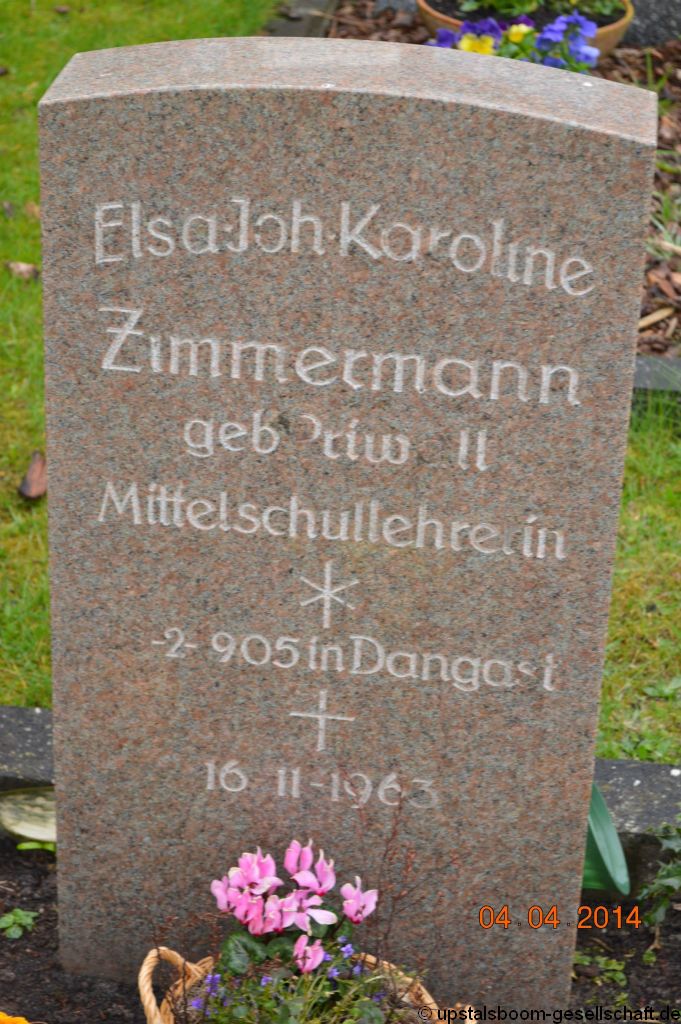 Elsa·Joh·Karoline
Zimmermann
geb
Mittelschullehrerin
-2- 905 in Dangast
16 11-1963
04.04.2014
© upstalsboom-gesellschaft.de